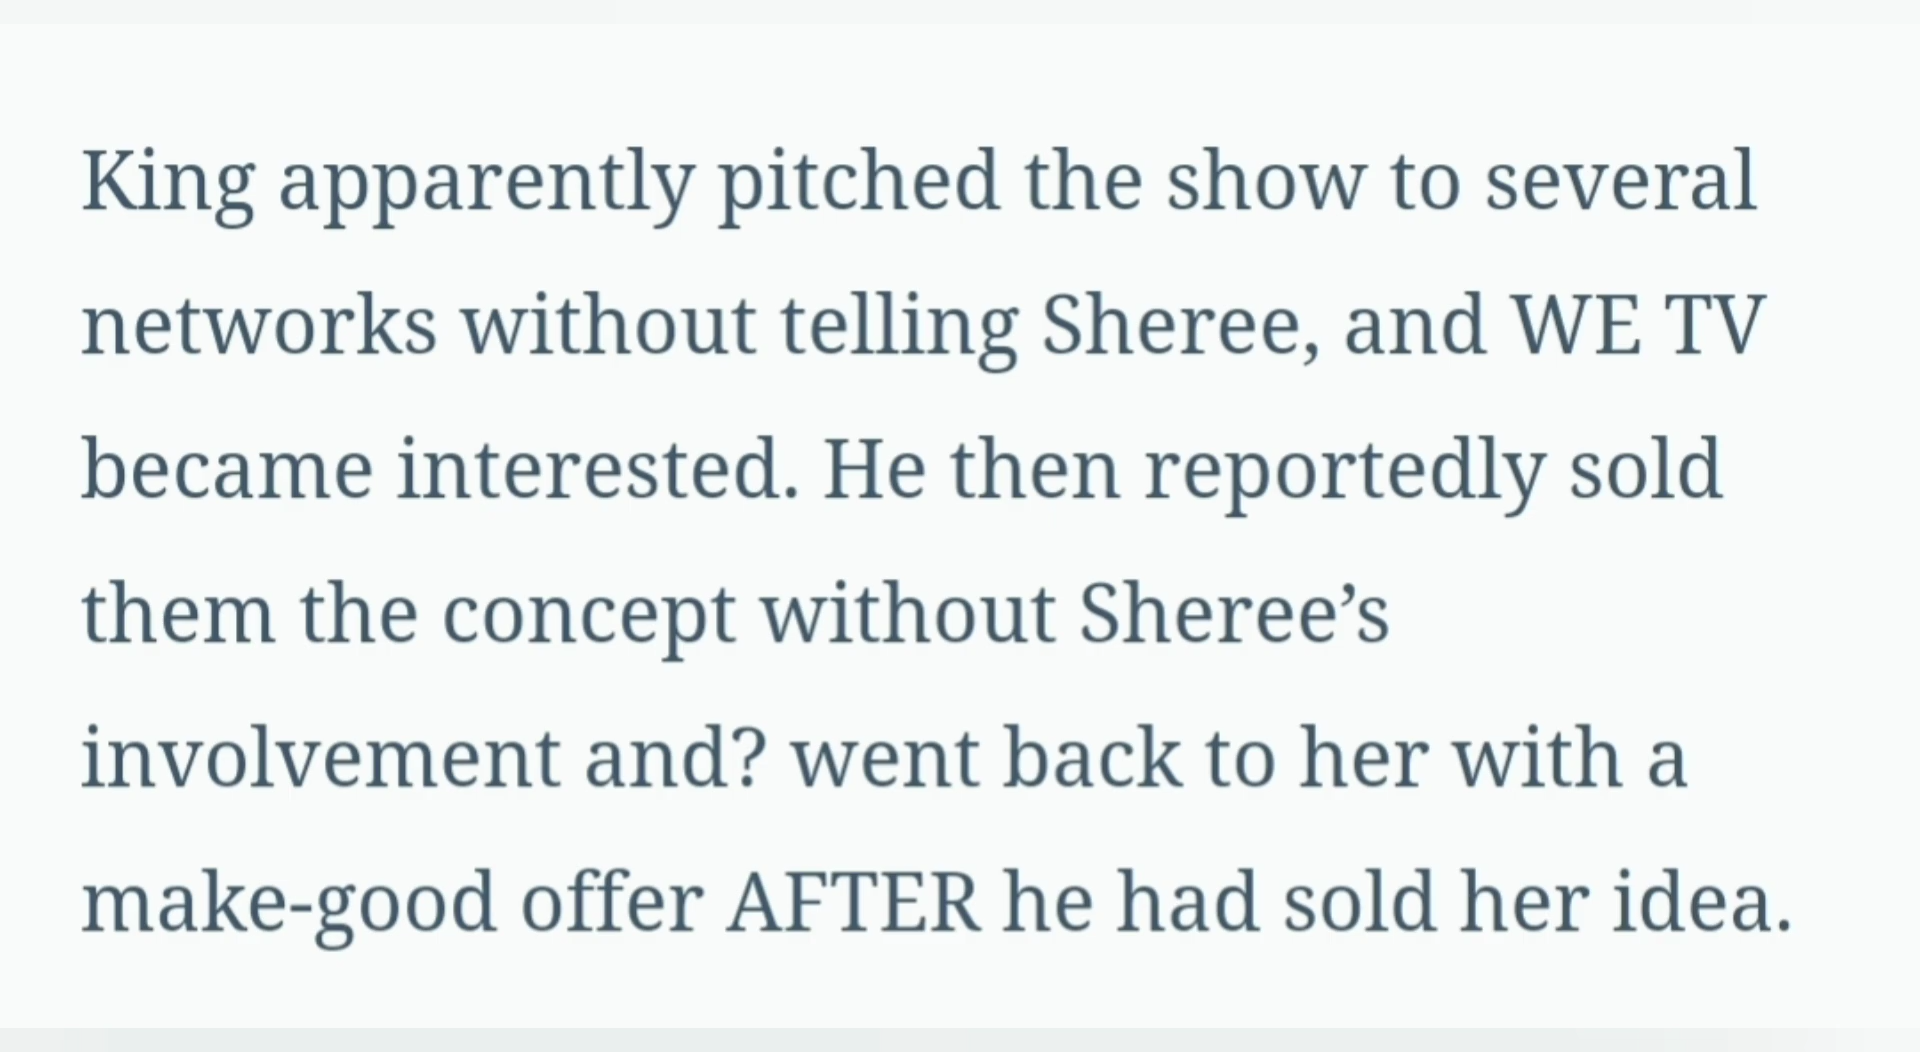 King apparently pitched the show to several
networks without telling Sheree, and WE TV
became interested. He then reportedly sold
them the concept without Sheree’s
involvement and? went back to her with a
make-good offer AFTER he had sold her idea.